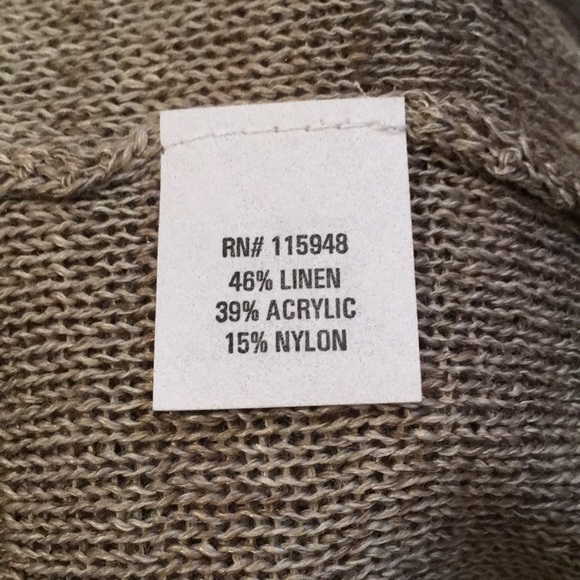 RN# 115948
46% LINEN
39% ACRYLIC
15% NYLON